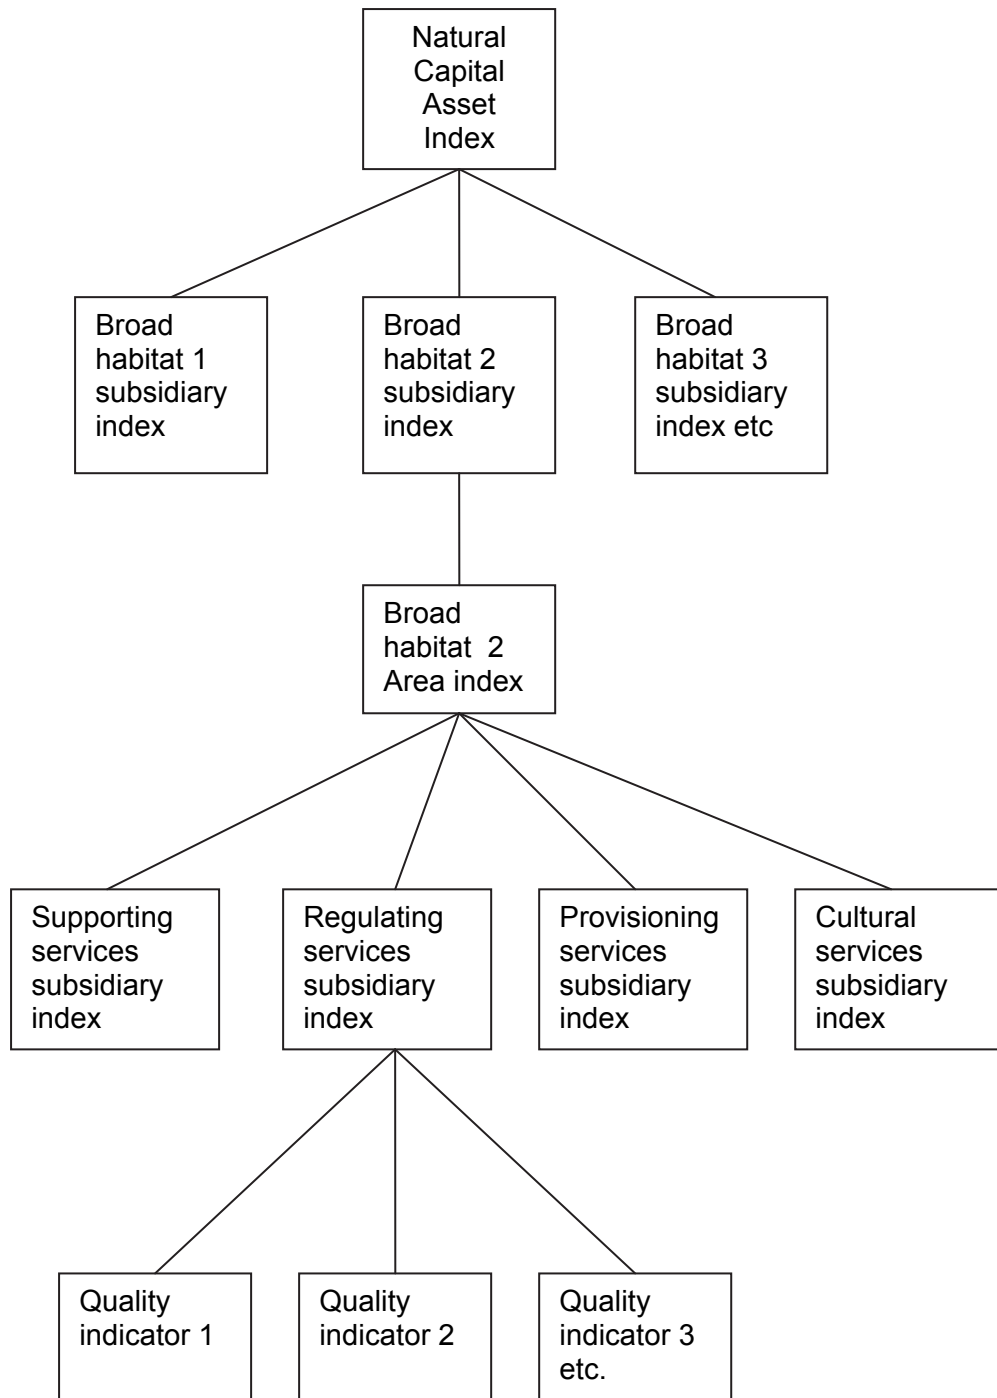 Natural
Capital
Asset
Index
Broad
habitat 1
subsidiary
index
Broad
habitat 2
subsidiary
index
Broad
habitat 3
subsidiary
index etc
Broad
habitat  2
Area index
Supporting
services
subsidiary
index
Regulating
services
subsidiary
index
Provisioning
services
subsidiary
index
Cultural
services
subsidiary
index
Quality
indicator 1
Quality
indicator 2
Quality
indicator 3
etc.